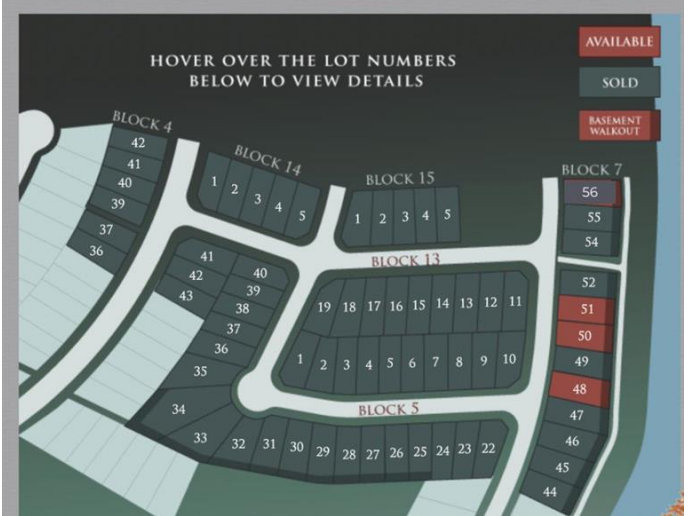 HOVER OVER THE LOT NUMBERS
BELOW TO VIEW DETAILS
AVAILABLE
SOLD
BASEMENT
WALKOUT
BLOCK 4
42
41
40
39
37
36
BLOCK 14
1 2 3 4 5
BLOCK 15
1 2 3 4 5
BLOCK 7
56
55
54
52
51
50
49
48
47
46
45
44
41
42
43
40
39
38
37
36
35
34
33
32 31 30 29 28 27 26 25 24 23 22
BLOCK 13
19 18 17 16 15 14 13 12 11
1 2 3 4 5 6 7 8 9 10
BLOCK 5